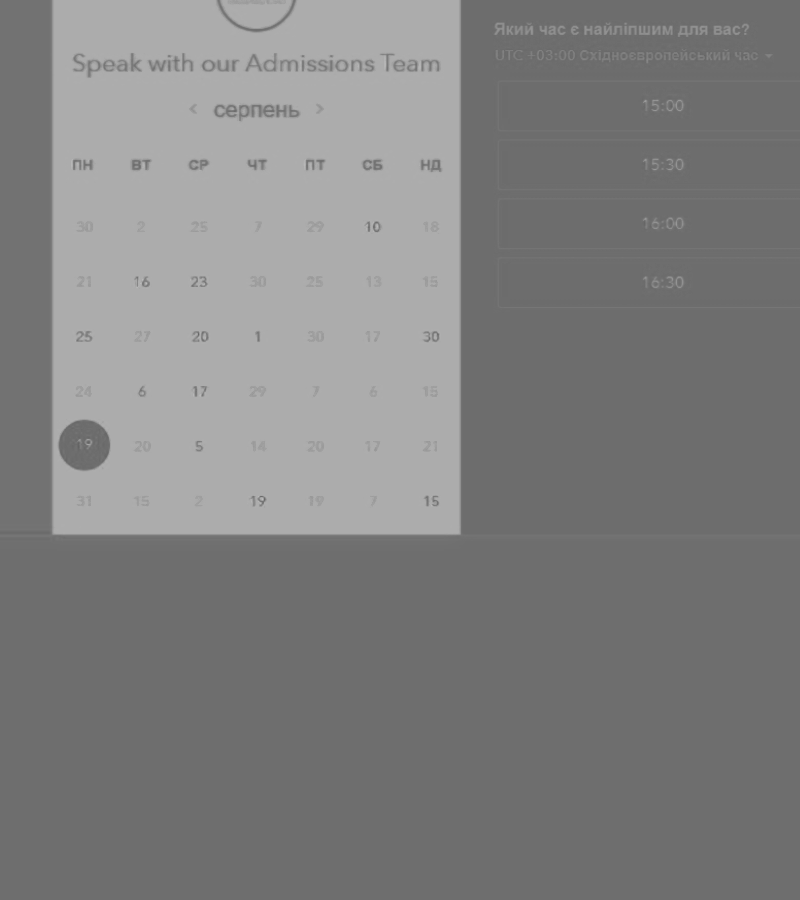 Speak with our Admissions Team
< серпень >
ПН ВТ СР ЧТ ПТ СБ НД
30 2 25 7 29 10 18
21 16 23 30 25 13 15
25 27 20 1 30 17 30
24 6 17 29 7 6 15
19 20 5 14 20 17 21
31 15 2 19 19 7 15
Який час є найліпшим для вас?
UTC +03:00 Східноєвропейський час
15:00
15:30
16:00
16:30